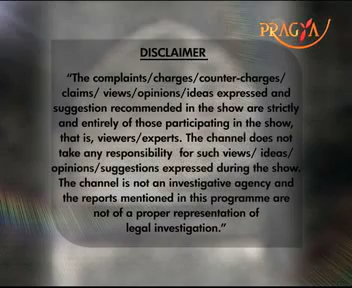 PRAGYA
DISCLAIMER
“The complaints/charges/counter-charges/
claims/ views/opinions/ideas expressed and
suggestion recommended in the show are strictly
and entirely of those participating in the show,
that is, viewers/experts. The channel does not
take any responsibility for such views/ ideas/
opinions/suggestions expressed during the show.
The channel is not an investigative agency and
the reports mentioned in this programme are
not of a proper representation of
legal investigation.”